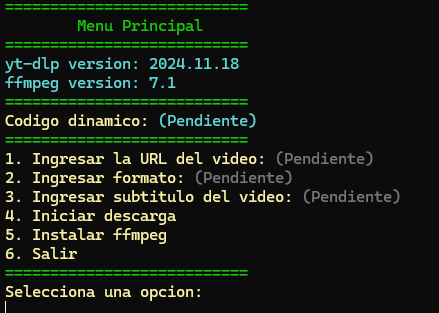 ===========================
Menu Principal
===========================
yt-dlp version: 2024.11.18
ffmpeg version: 7.1
===========================
Codigo dinamico: (Pendiente)
===========================
1. Ingresar la URL del video: (Pendiente)
2. Ingresar formato: (Pendiente)
3. Ingresar subtitulo del video: (Pendiente)
4. Iniciar descarga
5. Instalar ffmpeg
6. Salir
===========================
Selecciona una opcion: